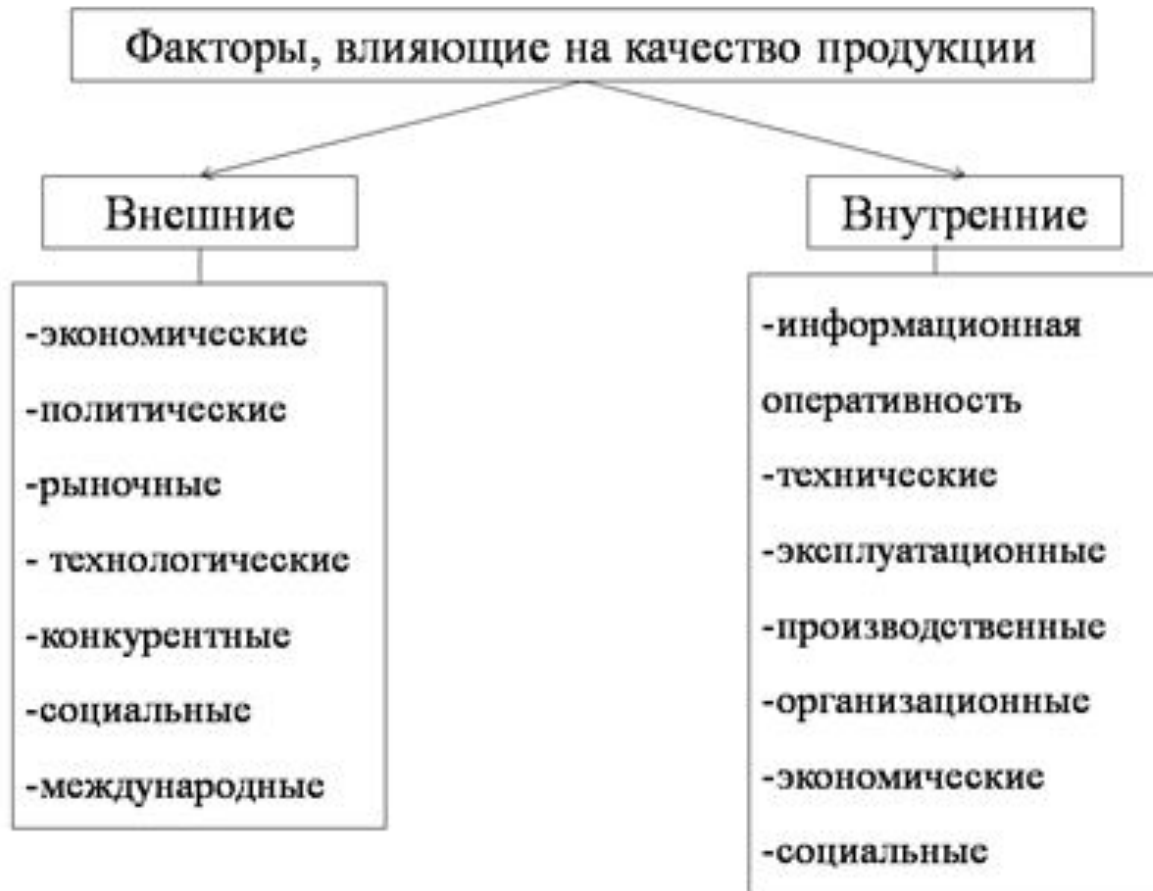 Факторы, влияющие на качество продукции
Внешние
-экономические
-политические
-рыночные
- технологические
-конкурентные
-социальные
-международные
Внутренние
-информационная
оперативность
-технические
-эксплуатационные
-производственные
-организационные
-экономические
-социальные